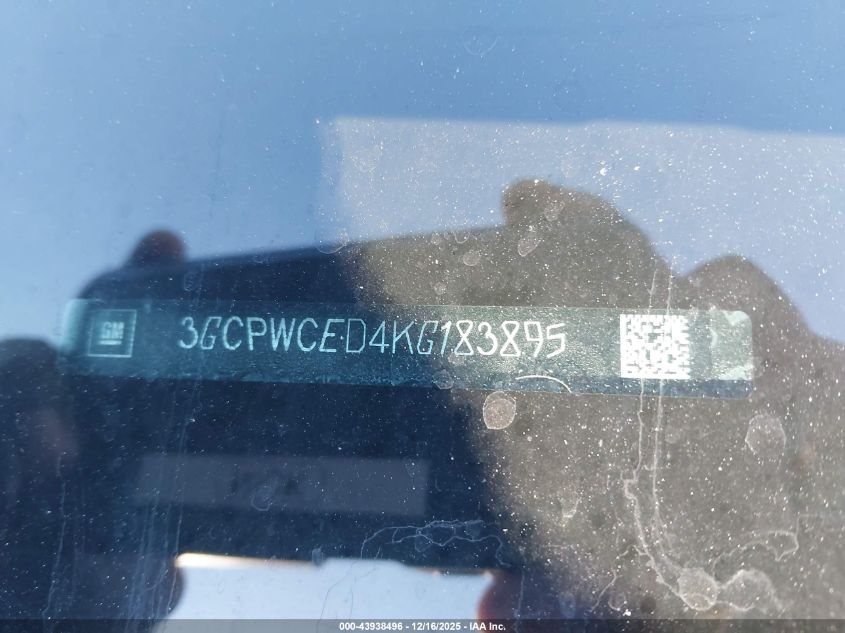 GM
3GCPWCED4KG183895
000-43938496 - 12/16/2025 - IAA Inc.